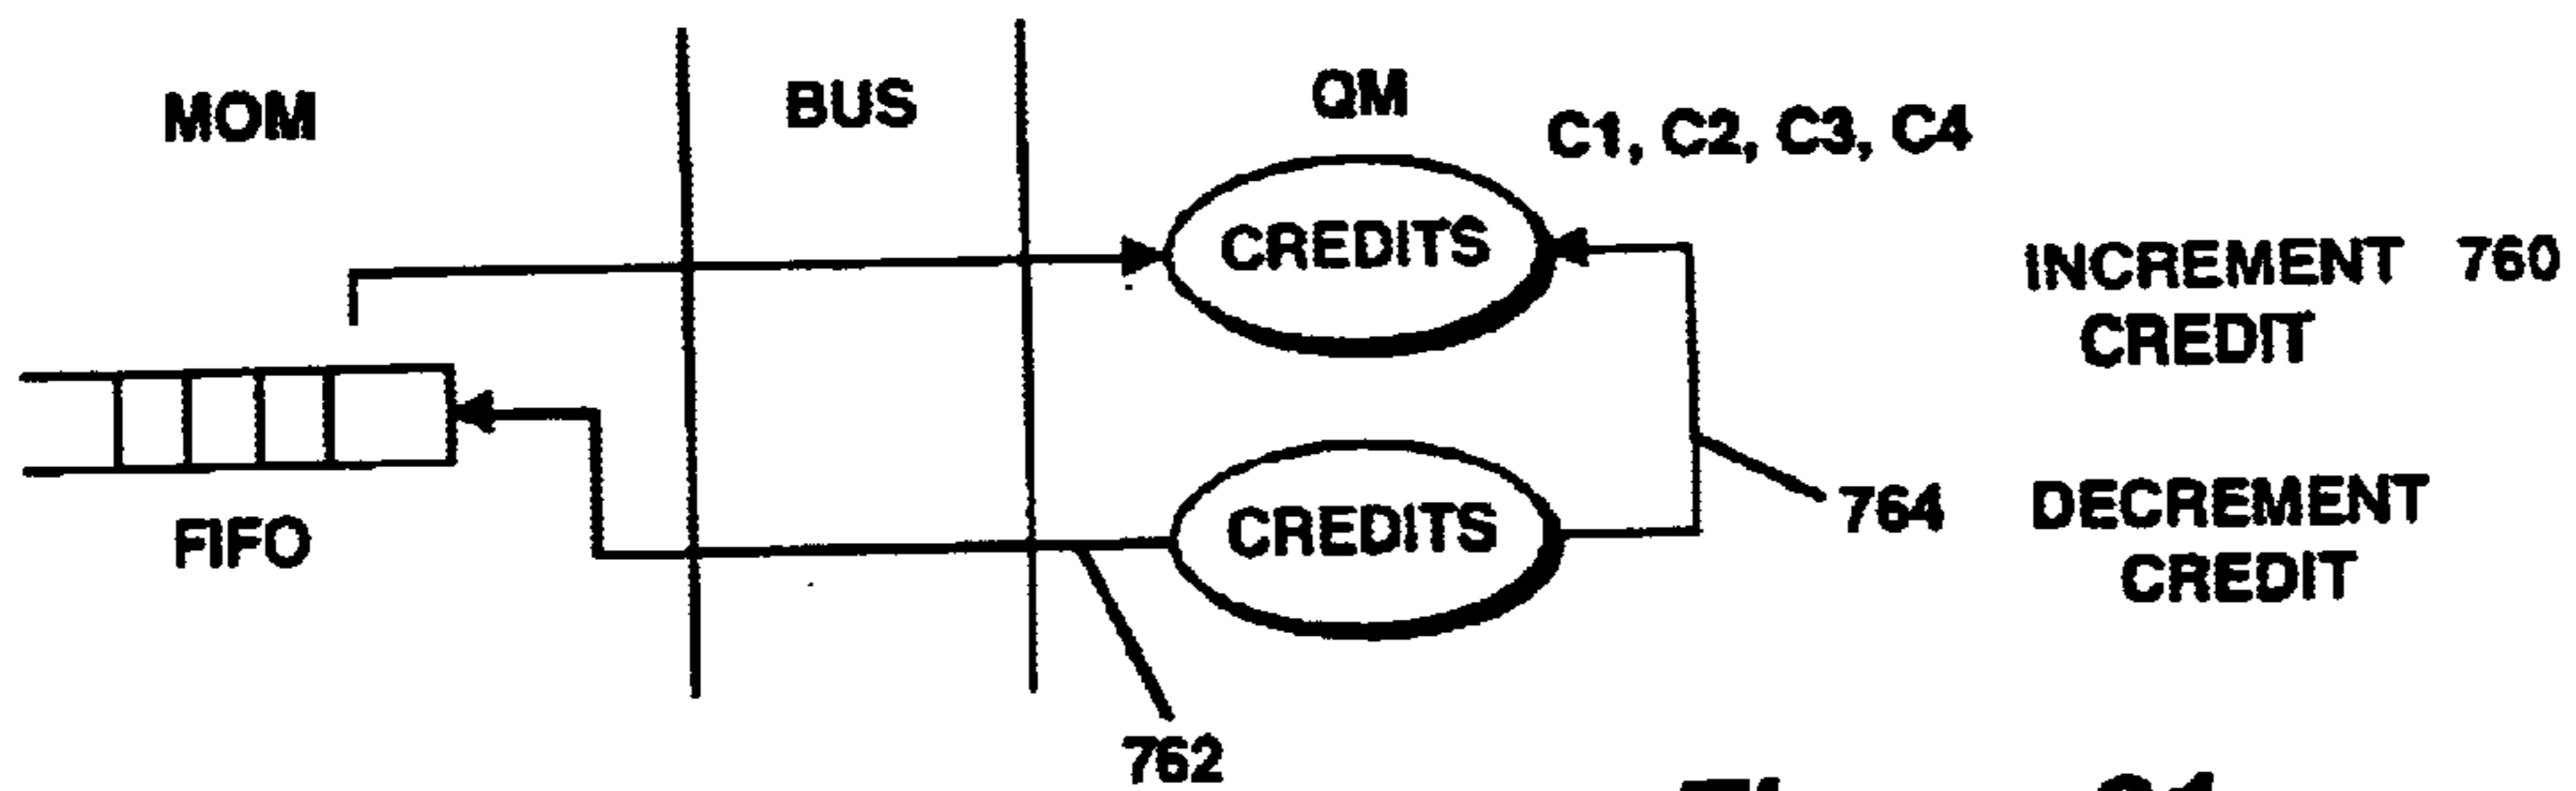 MOM
BUS
QM
C1, C2, C3, C4
CREDITS
INCREMENT 760
CREDIT
FIFO
CREDITS
764
DECREMENT
CREDIT
762